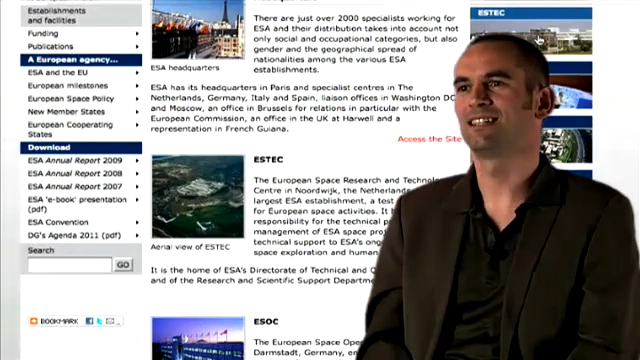 Establishments
and facilities
Funding
Publications
A European agency...
ESA and the EU
European milestones
European Space Policy
New Member States
European Cooperating
States
Download
ESA Annual Report 2009
ESA Annual Report 2008
ESA Annual Report 2007
ESA 'e-book' presentation
(pdf)
ESA Convention
DG's Agenda 2011 (pdf)
Search
GO
BOOKMARK
ESA headquarters
There are just over 2000 specialists working for
ESA and their distribution takes into account not
only social and occupational categories, but also
gender and the geographical spread of
nationalities among the various ESA
establishments.
ESA has its headquarters in Paris and specialist centres in
The Netherlands, Germany, Italy and Spain, liaison offices in Washington DC
and Moscow, an office in Brussels for relations in particular with the
European Commission, an office in the UK at Harwell and a
representation in French Guiana.
Access the Site
ESTEC
Aerial view of ESTEC
The European Space Research and
Centre in Noordwijk, the
largest ESA establishment, a test
for European space activities. It
responsibility for the technical
management of ESA space
technical support to ESA's
space exploration and
It is the home of ESA's Directorate of Technical and
and of the Research and Scientific Support
ESOC
The European Space
Darmstadt, Germany,
ESTEC